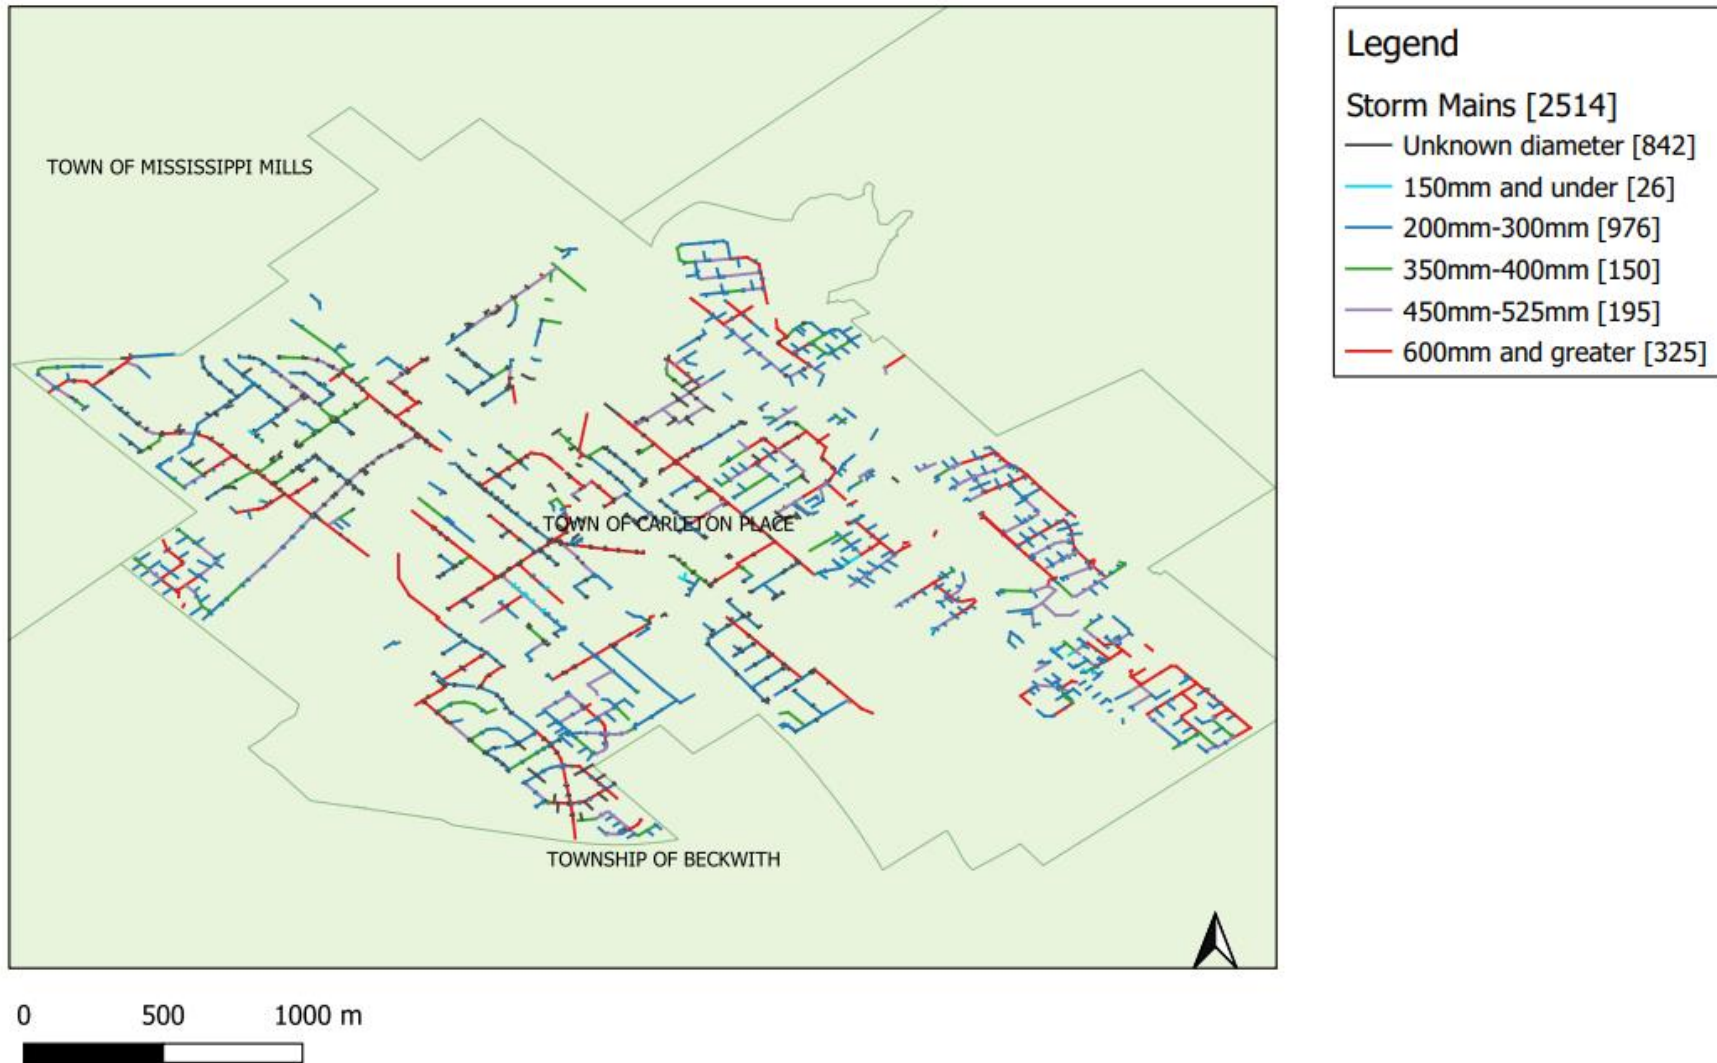 TOWN OF MISSISSIPPI MILLS
TOWN OF CARLETON PLACE
TOWNSHIP OF BECKWITH
0 500 1000 m
Legend
Storm Mains [2514]
Unknown diameter [842]
150mm and under [26]
200mm-300mm [976]
350mm-400mm [150]
450mm-525mm [195]
600mm and greater [325]